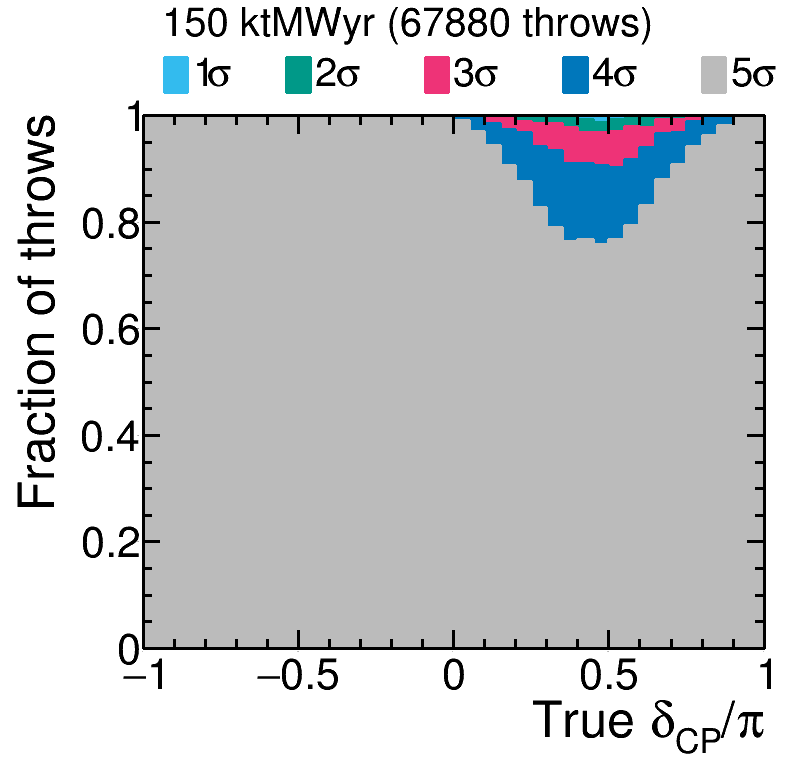 150 ktMWyr (67880 throws)
1σ 2σ 3σ 4σ 5σ
Fraction of throws
1
0.8
0.6
0.4
0.2
0
−1 −0.5 0 0.5 1
True δCP/π